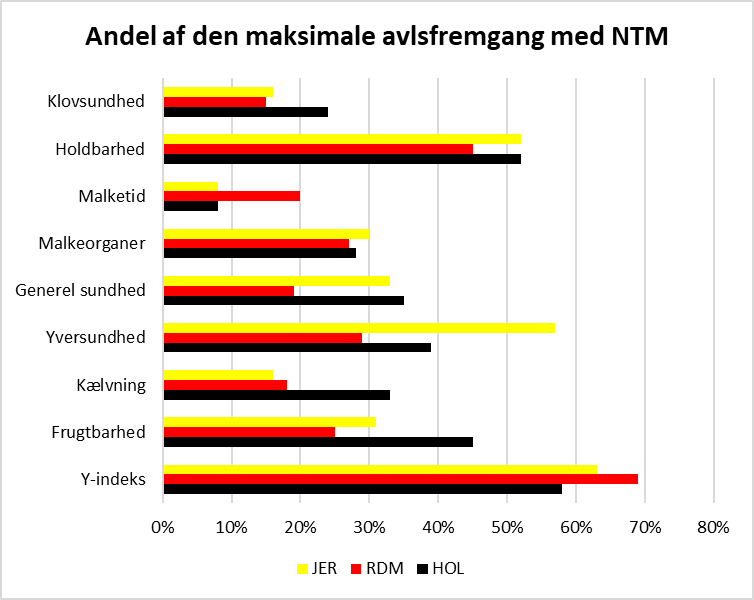 Andel af den maksimale avlsfremgang med NTM
Klovsundhed
Holdbarhed
Malketid
Malkeorganer
Generel sundhed
Yversundhed
Kælvning
Frugtbarhed
Y-indeks
0% 10% 20% 30% 40% 50% 60% 70% 80%
JER RDM HOL